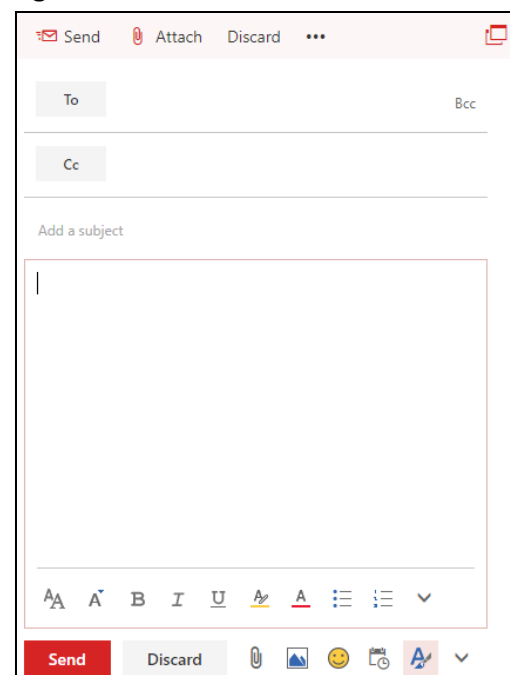 Send Attach Discard •••
To
Bcc
Cc
Add a subject
B I U A
Send Discard